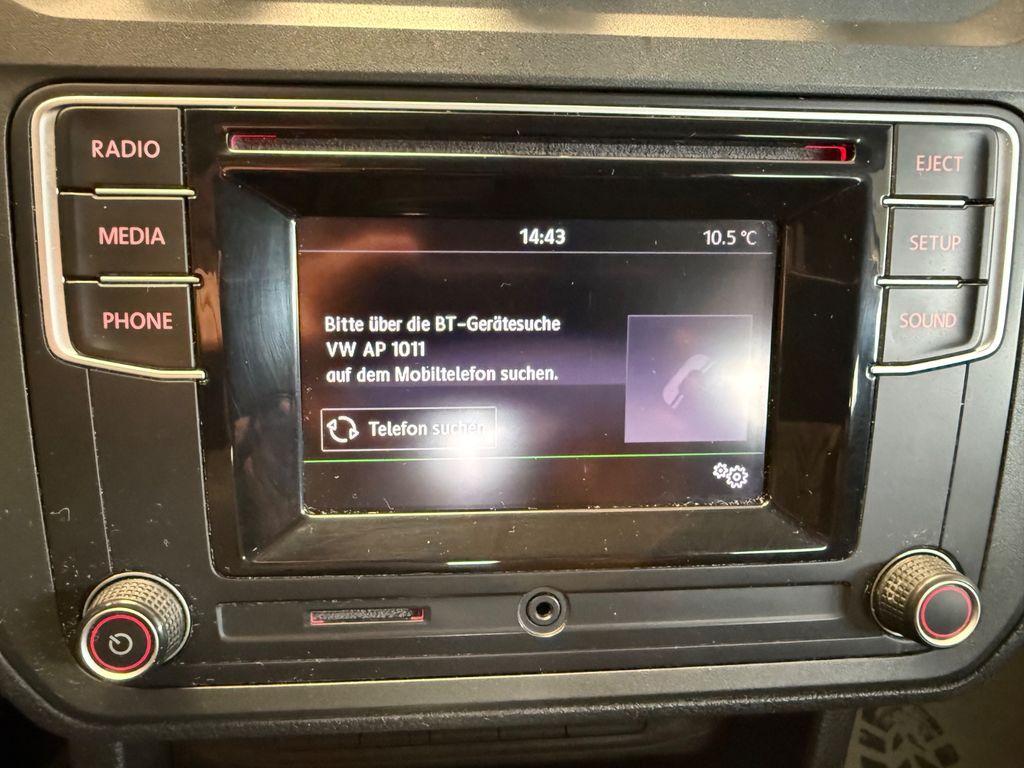 RADIO
MEDIA
PHONE
14:43
10.5 °C
Bitte über die BT-Gerätesuche
VW AP 1011
auf dem Mobiltelefon suchen.
Telefon suchen
EJECT
SETUP
SOUND